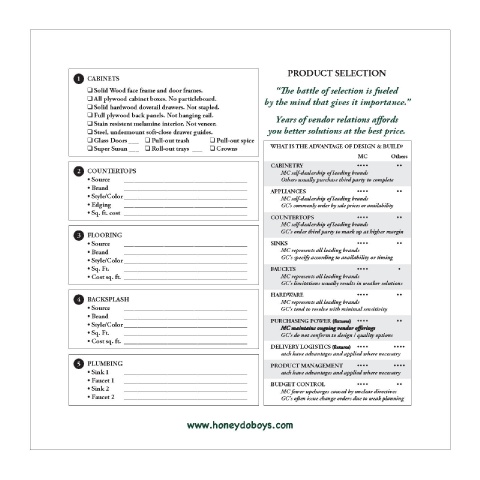 1 CABINETS
❑ Solid Wood face frame and door frames.
❑ All plywood cabinet boxes. No particleboard.
❑ Solid hardwood dovetail drawers. Not stapled.
❑ Full plywood back panels. Not hanging rail.
❑ Stain resistent melamine interior. Not veneer.
❑ Steel, undermount soft-close drawer guides.
❑ Glass Doors ___ ❑ Pull-out trash ❑ Pull-out spice
❑ Super Susan ___ ❑ Roll-out trays ___ ❑ Crowns
2 COUNTERTOPS
• Source
• Brand
• Style/Color
• Edging
• Sq. ft. cost
3 FLOORING
• Source
• Brand
• Style/Color
• Sq. Ft.
• Cost sq. ft.
4 BACKSPLASH
• Source
• Brand
• Style/Color
• Sq. Ft.
• Cost sq. ft.
5 PLUMBING
• Sink 1
• Faucet 1
• Sink 2
• Faucet 2
PRODUCT SELECTION
"The battle of selection is fueled
by the mind that gives it importance."
Years of vendor relations affords
you better solutions at the best price.
WHAT IS THE ADVANTAGE OF DESIGN & BUILD?
MC Others
CABINETRY •••• ••
MC self-dealership of leading brands
Others usually purchase third party to complete
APPLIANCES •••• ••
MC self-dealership of leading brands
GC's commonly order by sale prices or availability
COUNTERTOPS •••• ••
MC self-dealership of leading brands
GC's order third party to mark up at higher margin
SINKS •••• ••
MC represents all leading brands
GC's specify according to availability or timing
FAUCETS •••• •
MC represents all leading brands
GC's limitations usually results in weaker solutions
HARDWARE •••• ••
MC represents all leading brands
GC's tend to resolve with minimal sensitivity
PURCHASING POWER (Earned) •••• ••
MC maintains ongoing vendor offerings
GC's do not conform to design / quality options
DELIVERY LOGISTICS (Earned) •••• ••••
each have advantages and applied where necessary
PRODUCT MANAGEMENT •••• ••••
each have advantages and applied where necessary
BUDGET CONTROL •••• ••
MC fewer upcharges caused by unclear directives
GC's often issue change orders due to weak planning
www.honeydoboys.com